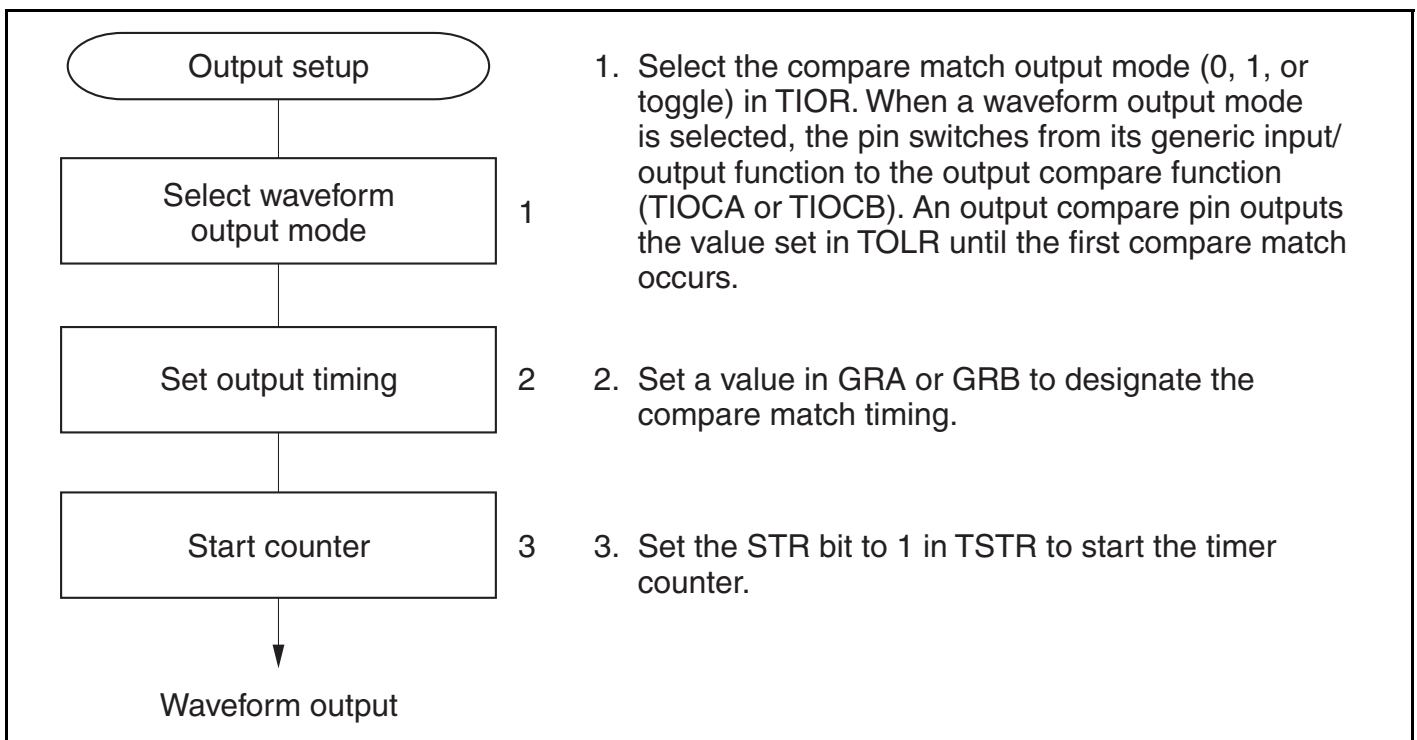 Output setup
Select waveform
output mode
1
Set output timing
2
Start counter
3
Waveform output
1. Select the compare match output mode (0, 1, or
toggle) in TIOR. When a waveform output mode
is selected, the pin switches from its generic input/
output function to the output compare function
(TIOCA or TIOCB). An output compare pin outputs
the value set in TOLR until the first compare match
occurs.
2. Set a value in GRA or GRB to designate the
compare match timing.
3. Set the STR bit to 1 in TSTR to start the timer
counter.